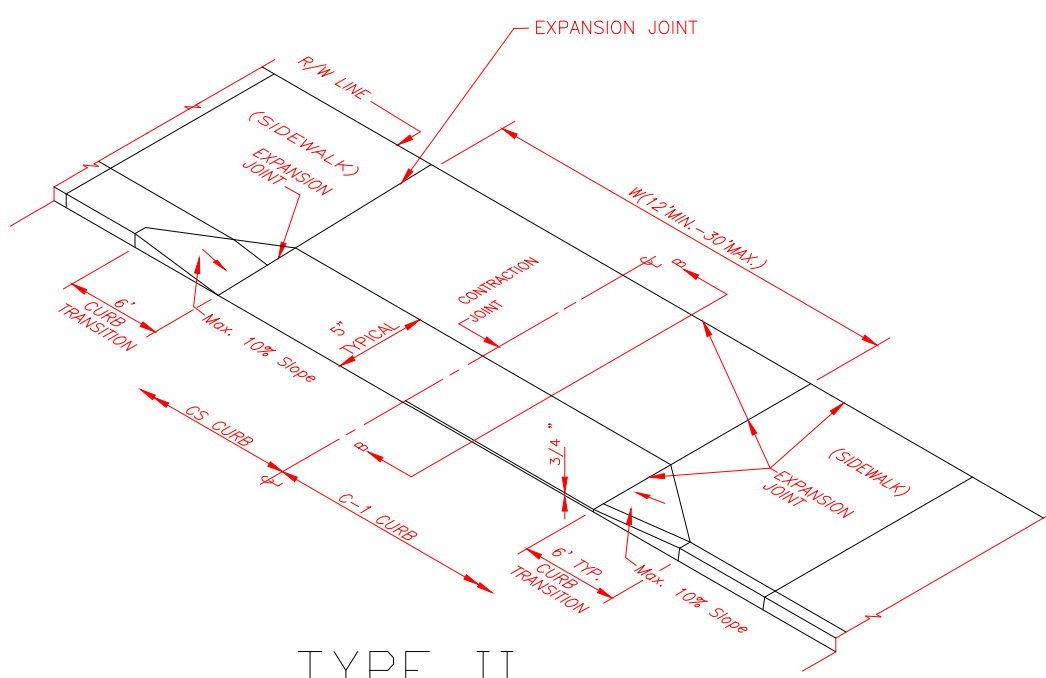 EXPANSION JOINT
R/W LINE
(SIDEWALK)
EXPANSION
JOINT
W(12'MIN.-30'MAX.)
℄
B
CONTRACTION
JOINT
6'
CURB
TRANSITION
Max. 10% Slope
5"
TYPICAL
CS CURB
℄
B
C-1 CURB
3/4 "
(SIDEWALK)
EXPANSION
JOINT
6' TYP.
CURB
TRANSITION
Max. 10% Slope
TYPE II